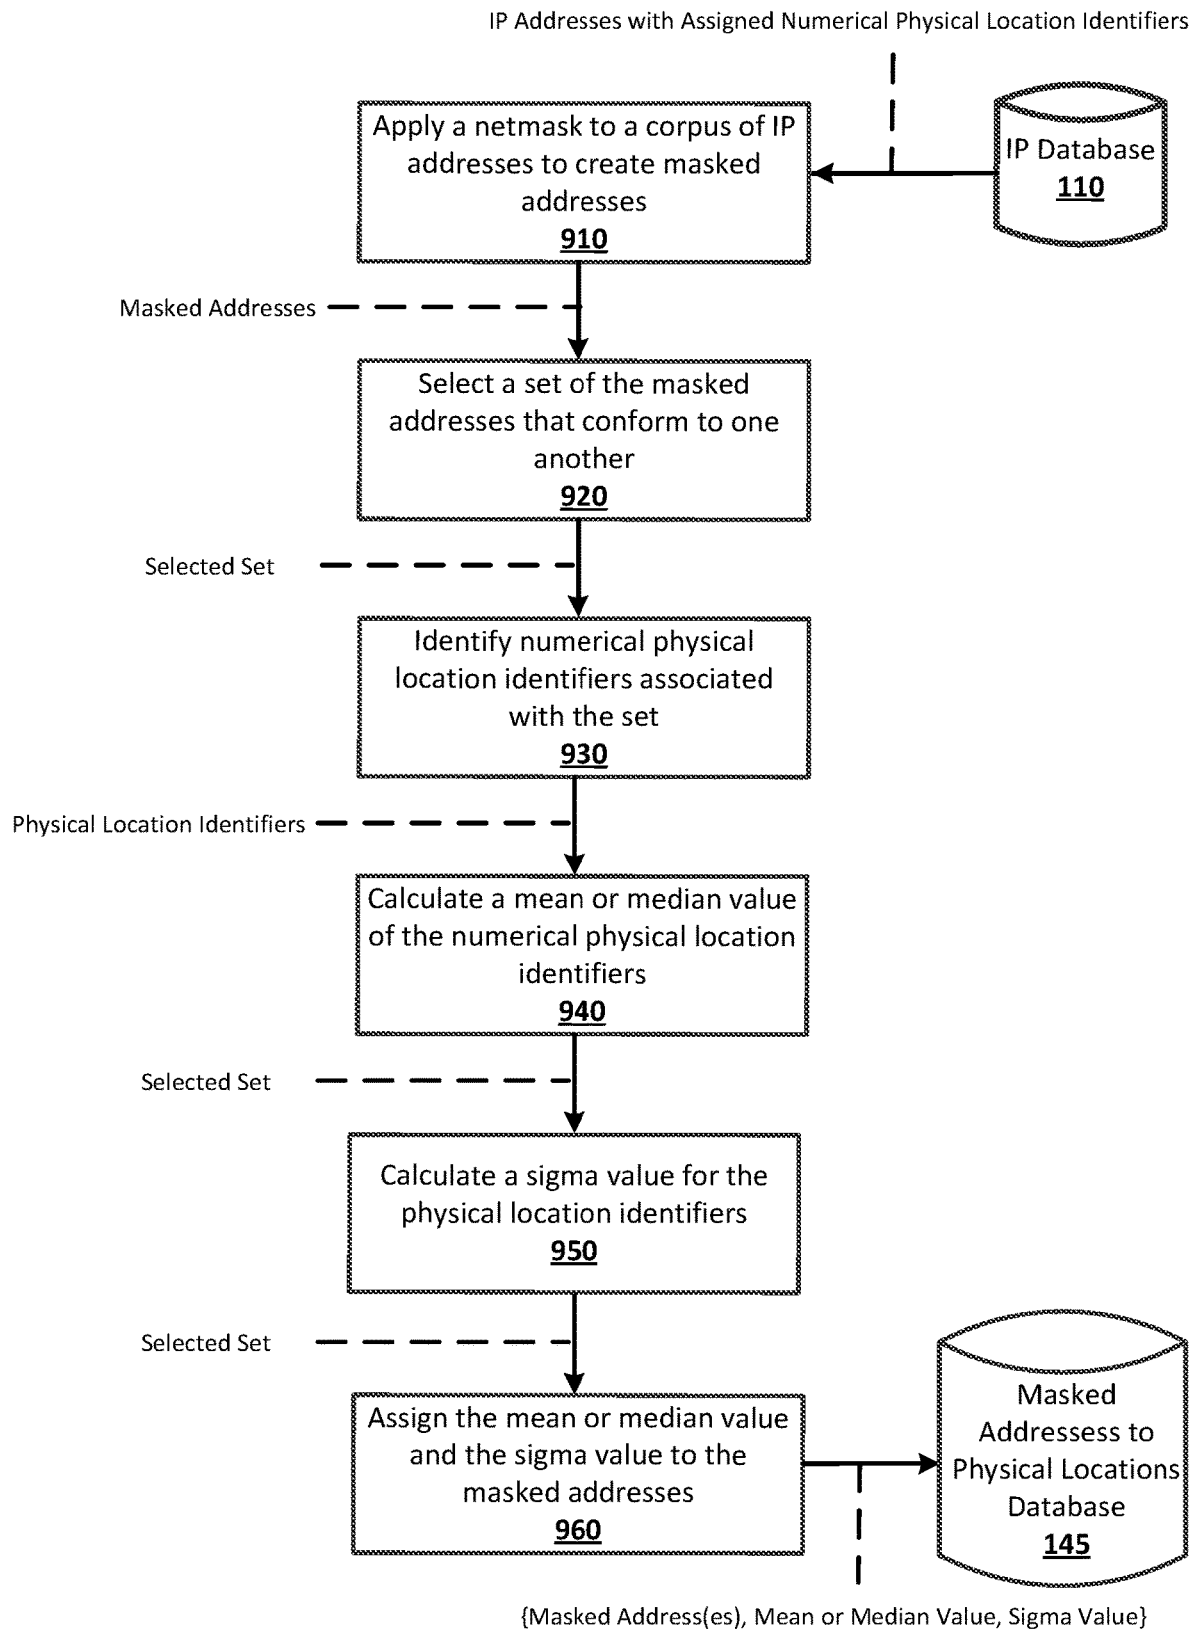 IP Addresses with Assigned Numerical Physical Location Identifiers
Apply a netmask to a corpus of IP
addresses to create masked
addresses
910
IP Database
110
Masked Addresses
Select a set of the masked
addresses that conform to one
another
920
Selected Set
Identify numerical physical
location identifiers associated
with the set
930
Physical Location Identifiers
Calculate a mean or median value
of the numerical physical location
identifiers
940
Selected Set
Calculate a sigma value for the
physical location identifiers
950
Selected Set
Assign the mean or median value
and the sigma value to the
masked addresses
960
Masked
Addressess to
Physical Locations
Database
145
{Masked Address(es), Mean or Median Value, Sigma Value}